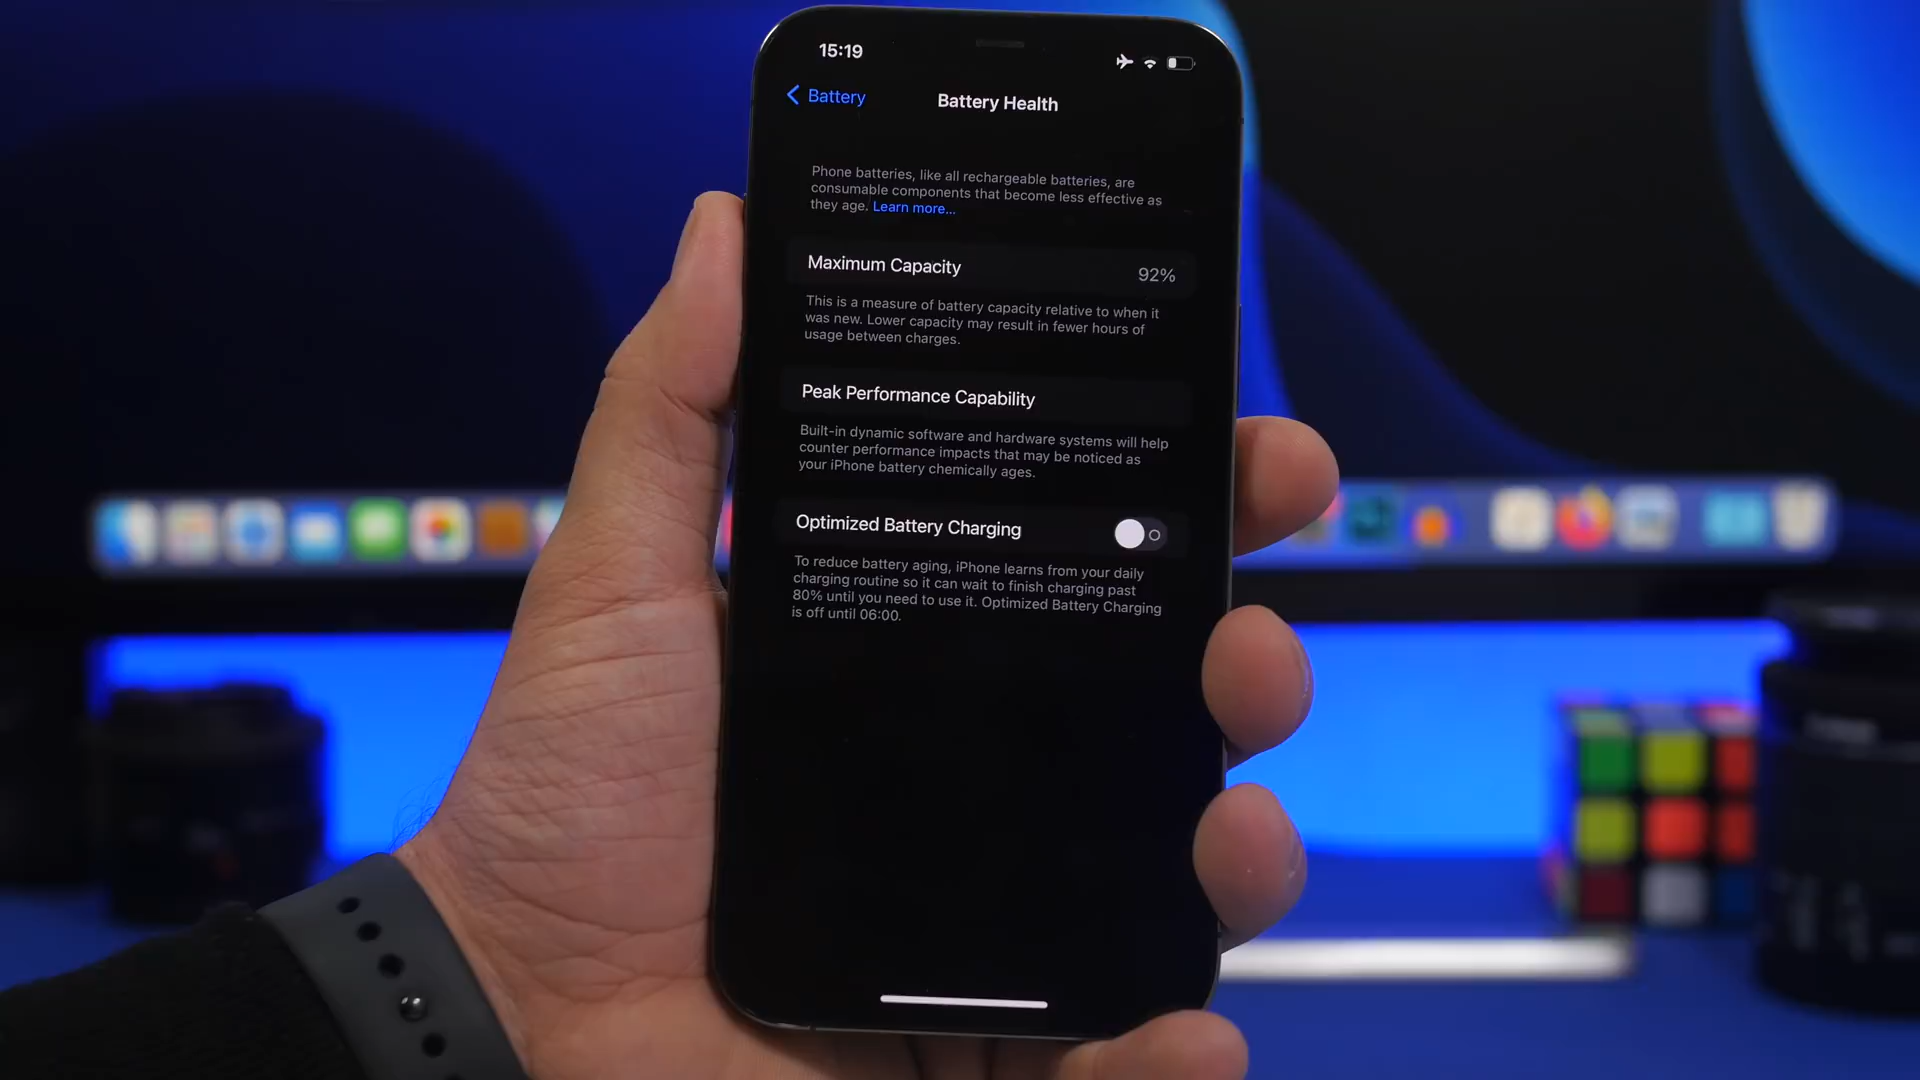 15:19
Battery
Battery Health
Phone batteries, like all rechargeable batteries, are
consumable components that become less effective as
they age. Learn more...
Maximum Capacity 92%
This is a measure of battery capacity relative to when it
was new. Lower capacity may result in fewer hours of
usage between charges.
Peak Performance Capability
Built-in dynamic software and hardware systems will help
counter performance impacts that may be noticed as
your iPhone battery chemically ages.
Optimized Battery Charging
To reduce battery aging, iPhone learns from your daily
charging routine so it can wait to finish charging past
80% until you need to use it. Optimized Battery Charging
is off until 06:00.